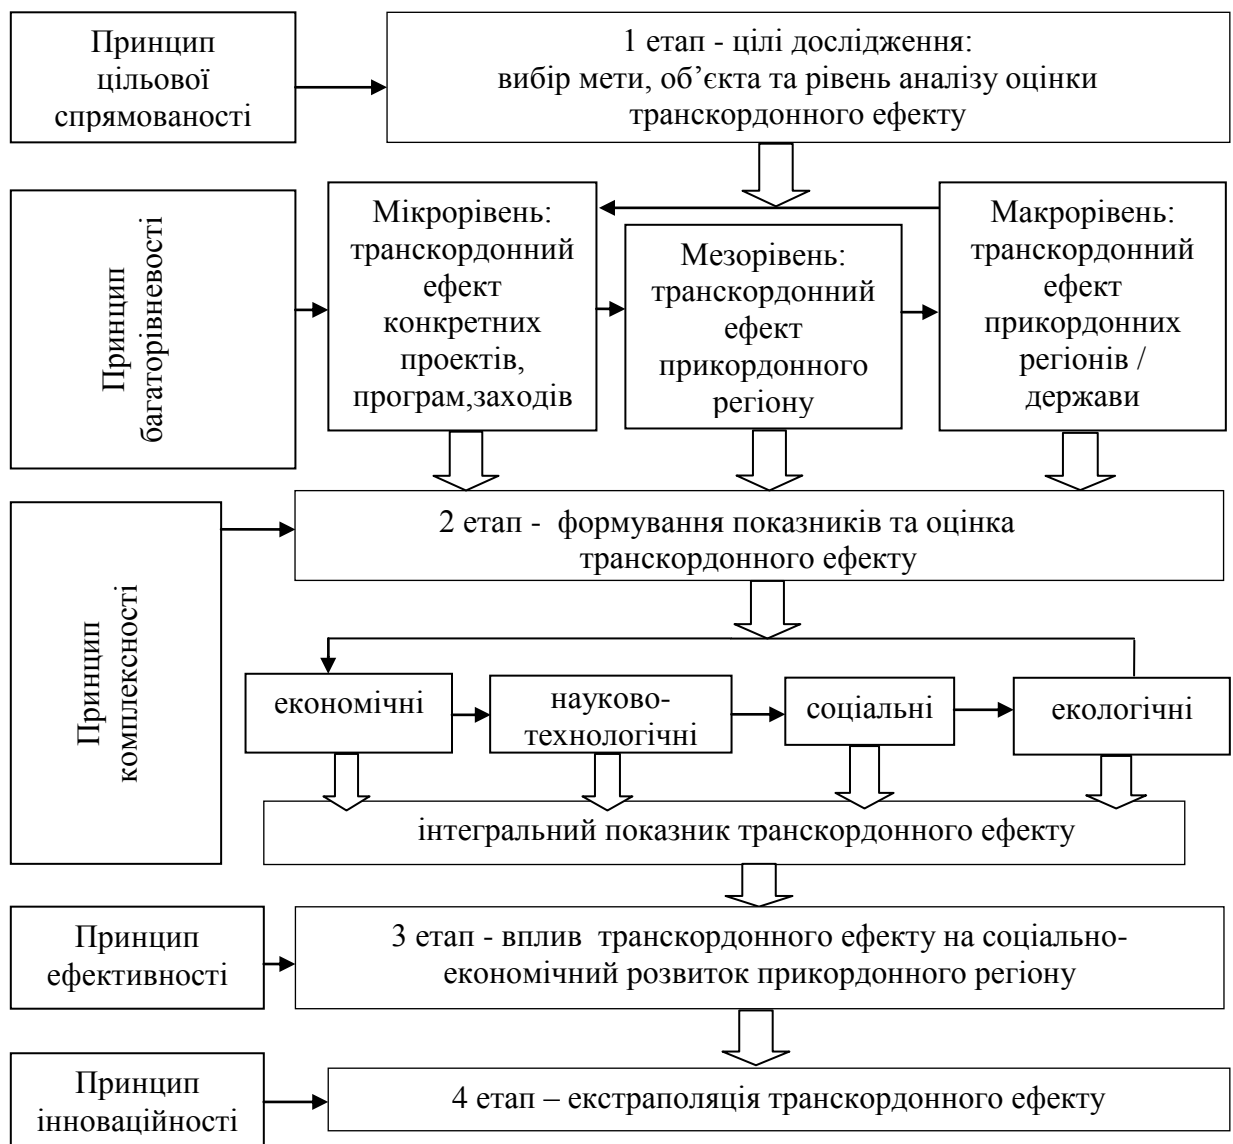 Принцип
цільової
спрямованості
1 етап - цілі дослідження:
вибір мети, об’єкта та рівень аналізу оцінки
транскордонного ефекту
Принцип
багаторівневості
Мікрорівень:
транскордонний
ефект
конкретних
проектів,
програм,заходів
Мезорівень:
транскордонний
ефект
прикордонного
регіону
Макрорівень:
транскордонний
ефект
прикордонних
регіонів /
держави
Принцип
комплексності
2 етап - формування показників та оцінка
транскордонного ефекту
економічні
науково-
технологічні
соціальні
екологічні
інтегральний показник транскордонного ефекту
Принцип
ефективності
3 етап - вплив транскордонного ефекту на соціально-
економічний розвиток прикордонного регіону
Принцип
інноваційності
4 етап – екстраполяція транскордонного ефекту